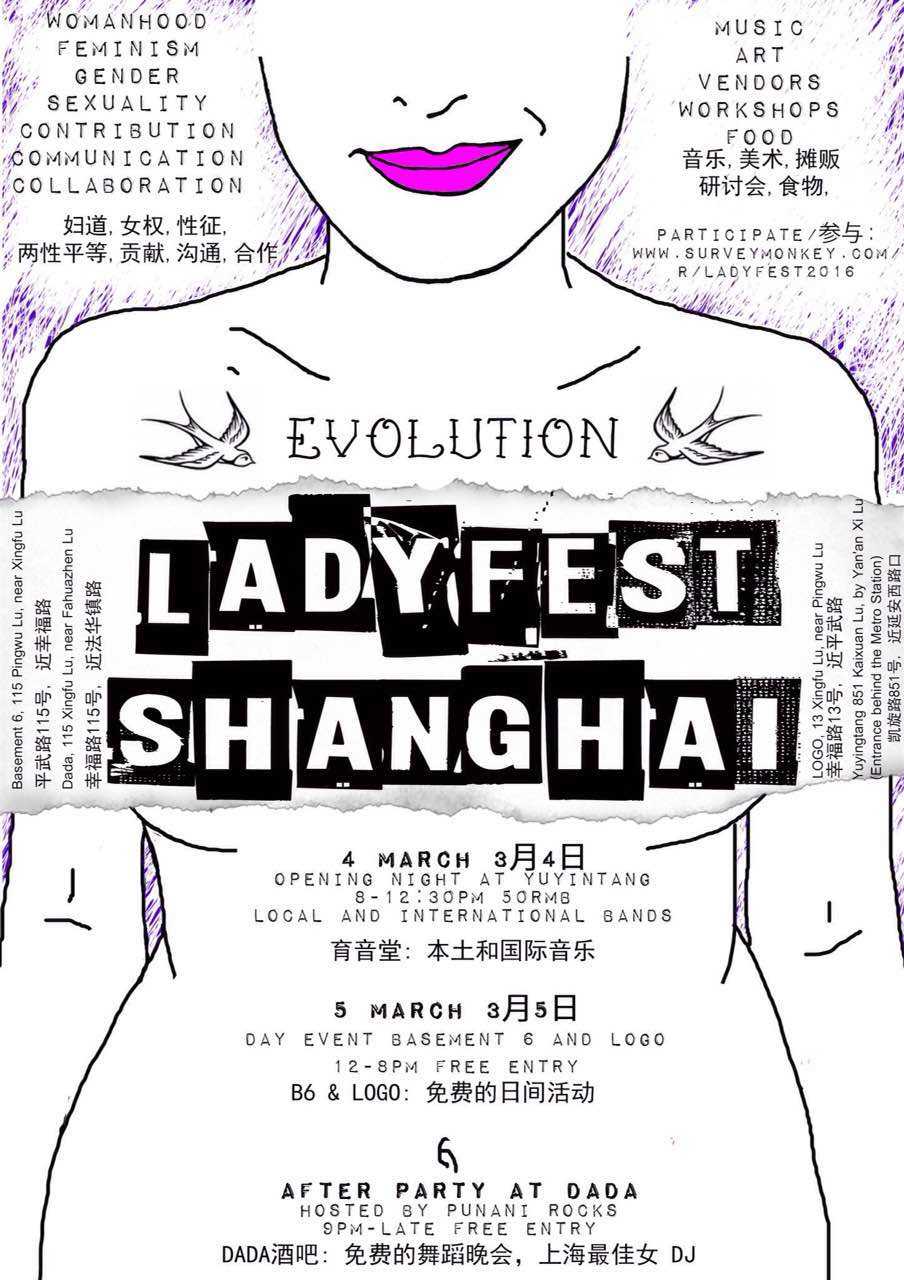 WOMANHOOD
FEMINISM
GENDER
SEXUALITY
CONTRIBUTION
COMMUNICATION
COLLABORATION
妇道, 女权, 性征,
两性平等, 贡献, 沟通, 合作
MUSIC
ART
VENDORS
WORKSHOPS
FOOD
音乐, 美术, 摊贩
研讨会, 食物,
PARTICIPATE/参与:
WWW.SURVEYMONKEY.COM/
R/LADYFEST2016
EVOLUTION
LADYFEST
SHANGHAI
Basement 6, 115 Pingwu Lu, near Xingfu Lu
平武路115号, 近幸福路
Dada, 115 Xingfu Lu, near Fahuazhen Lu
幸福路115号, 近法华镇路
LOGO, 13 Xingfu Lu, near Pingwu Lu
幸福路13号, 近平武路
Yuyingtang 851 Kaixuan Lu, by Yan'an Xi Lu
(Entrance behind the Metro Station)
凯旋路851号, 近延安西路口
4 MARCH 3月4日
OPENING NIGHT AT YUYINTANG
8-12:30PM 50RMB
LOCAL AND INTERNATIONAL BANDS
育音堂: 本土和国际音乐
5 MARCH 3月5日
DAY EVENT BASEMENT 6 AND LOGO
12-8PM FREE ENTRY
B6 & LOGO: 免费的日间活动
AFTER PARTY AT DADA
HOSTED BY PUNANI ROCKS
9PM-LATE FREE ENTRY
DADA酒吧: 免费的舞蹈晚会, 上海最佳女 DJ